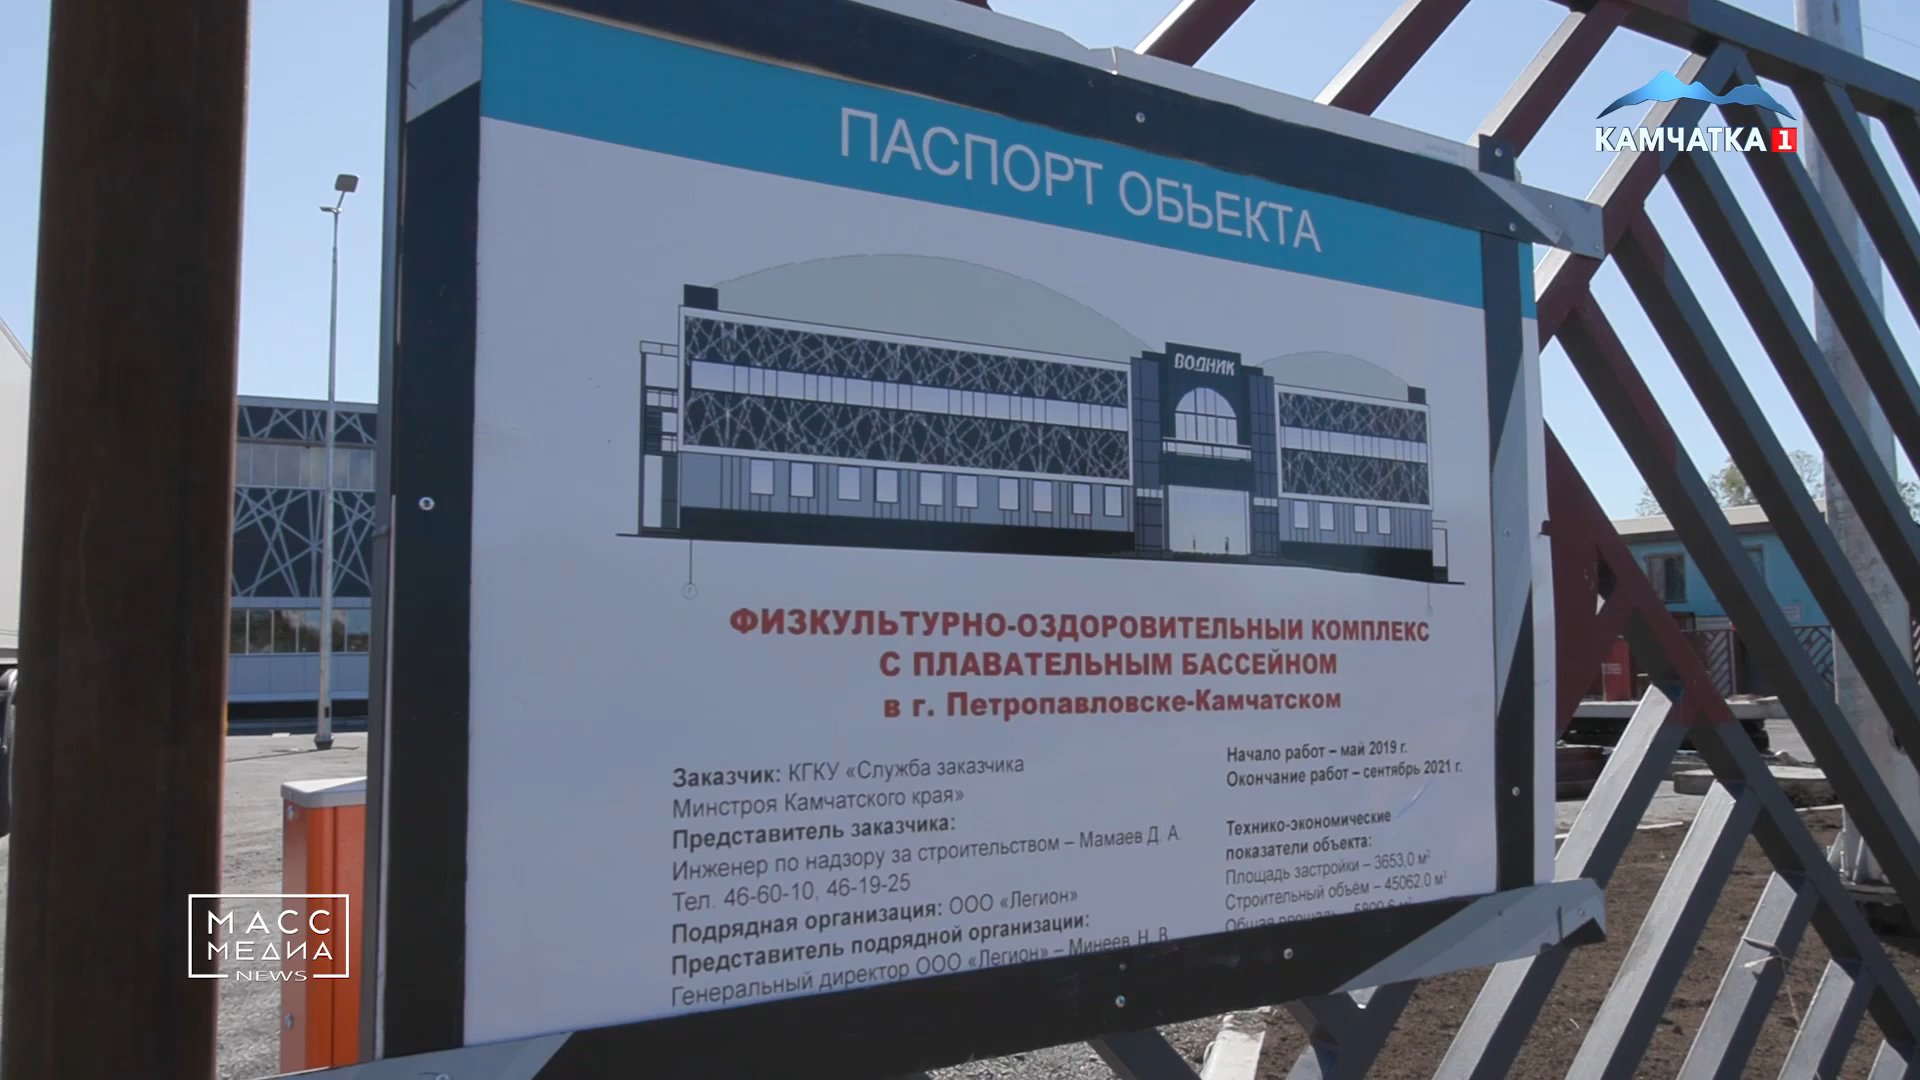 КАМЧАТКА 1
ПАСПОРТ ОБЪЕКТА
ВОДНИК
ФИЗКУЛЬТУРНО-ОЗДОРОВИТЕЛЬНЫЙ КОМПЛЕКС
С ПЛАВАТЕЛЬНЫМ БАССЕЙНОМ
в г. Петропавловске-Камчатском
Заказчик: КГКУ «Служба заказчика
Минстроя Камчатского края»
Представитель заказчика:
Инженер по надзору за строительством – Мамаев Д. А.
Тел. 46-60-10, 46-19-25
Подрядная организация: ООО «Легион»
Представитель подрядной организации:
Генеральный директор ООО «Легион» – Минеев Н. В.
Начало работ – май 2019 г.
Окончание работ – сентябрь 2021 г.
Технико-экономические
показатели объекта:
Площадь застройки – 3653,0 м²
Строительный объём – 45062,0 м³
Общая площадь –
МАСС
МЕДИА
NEWS